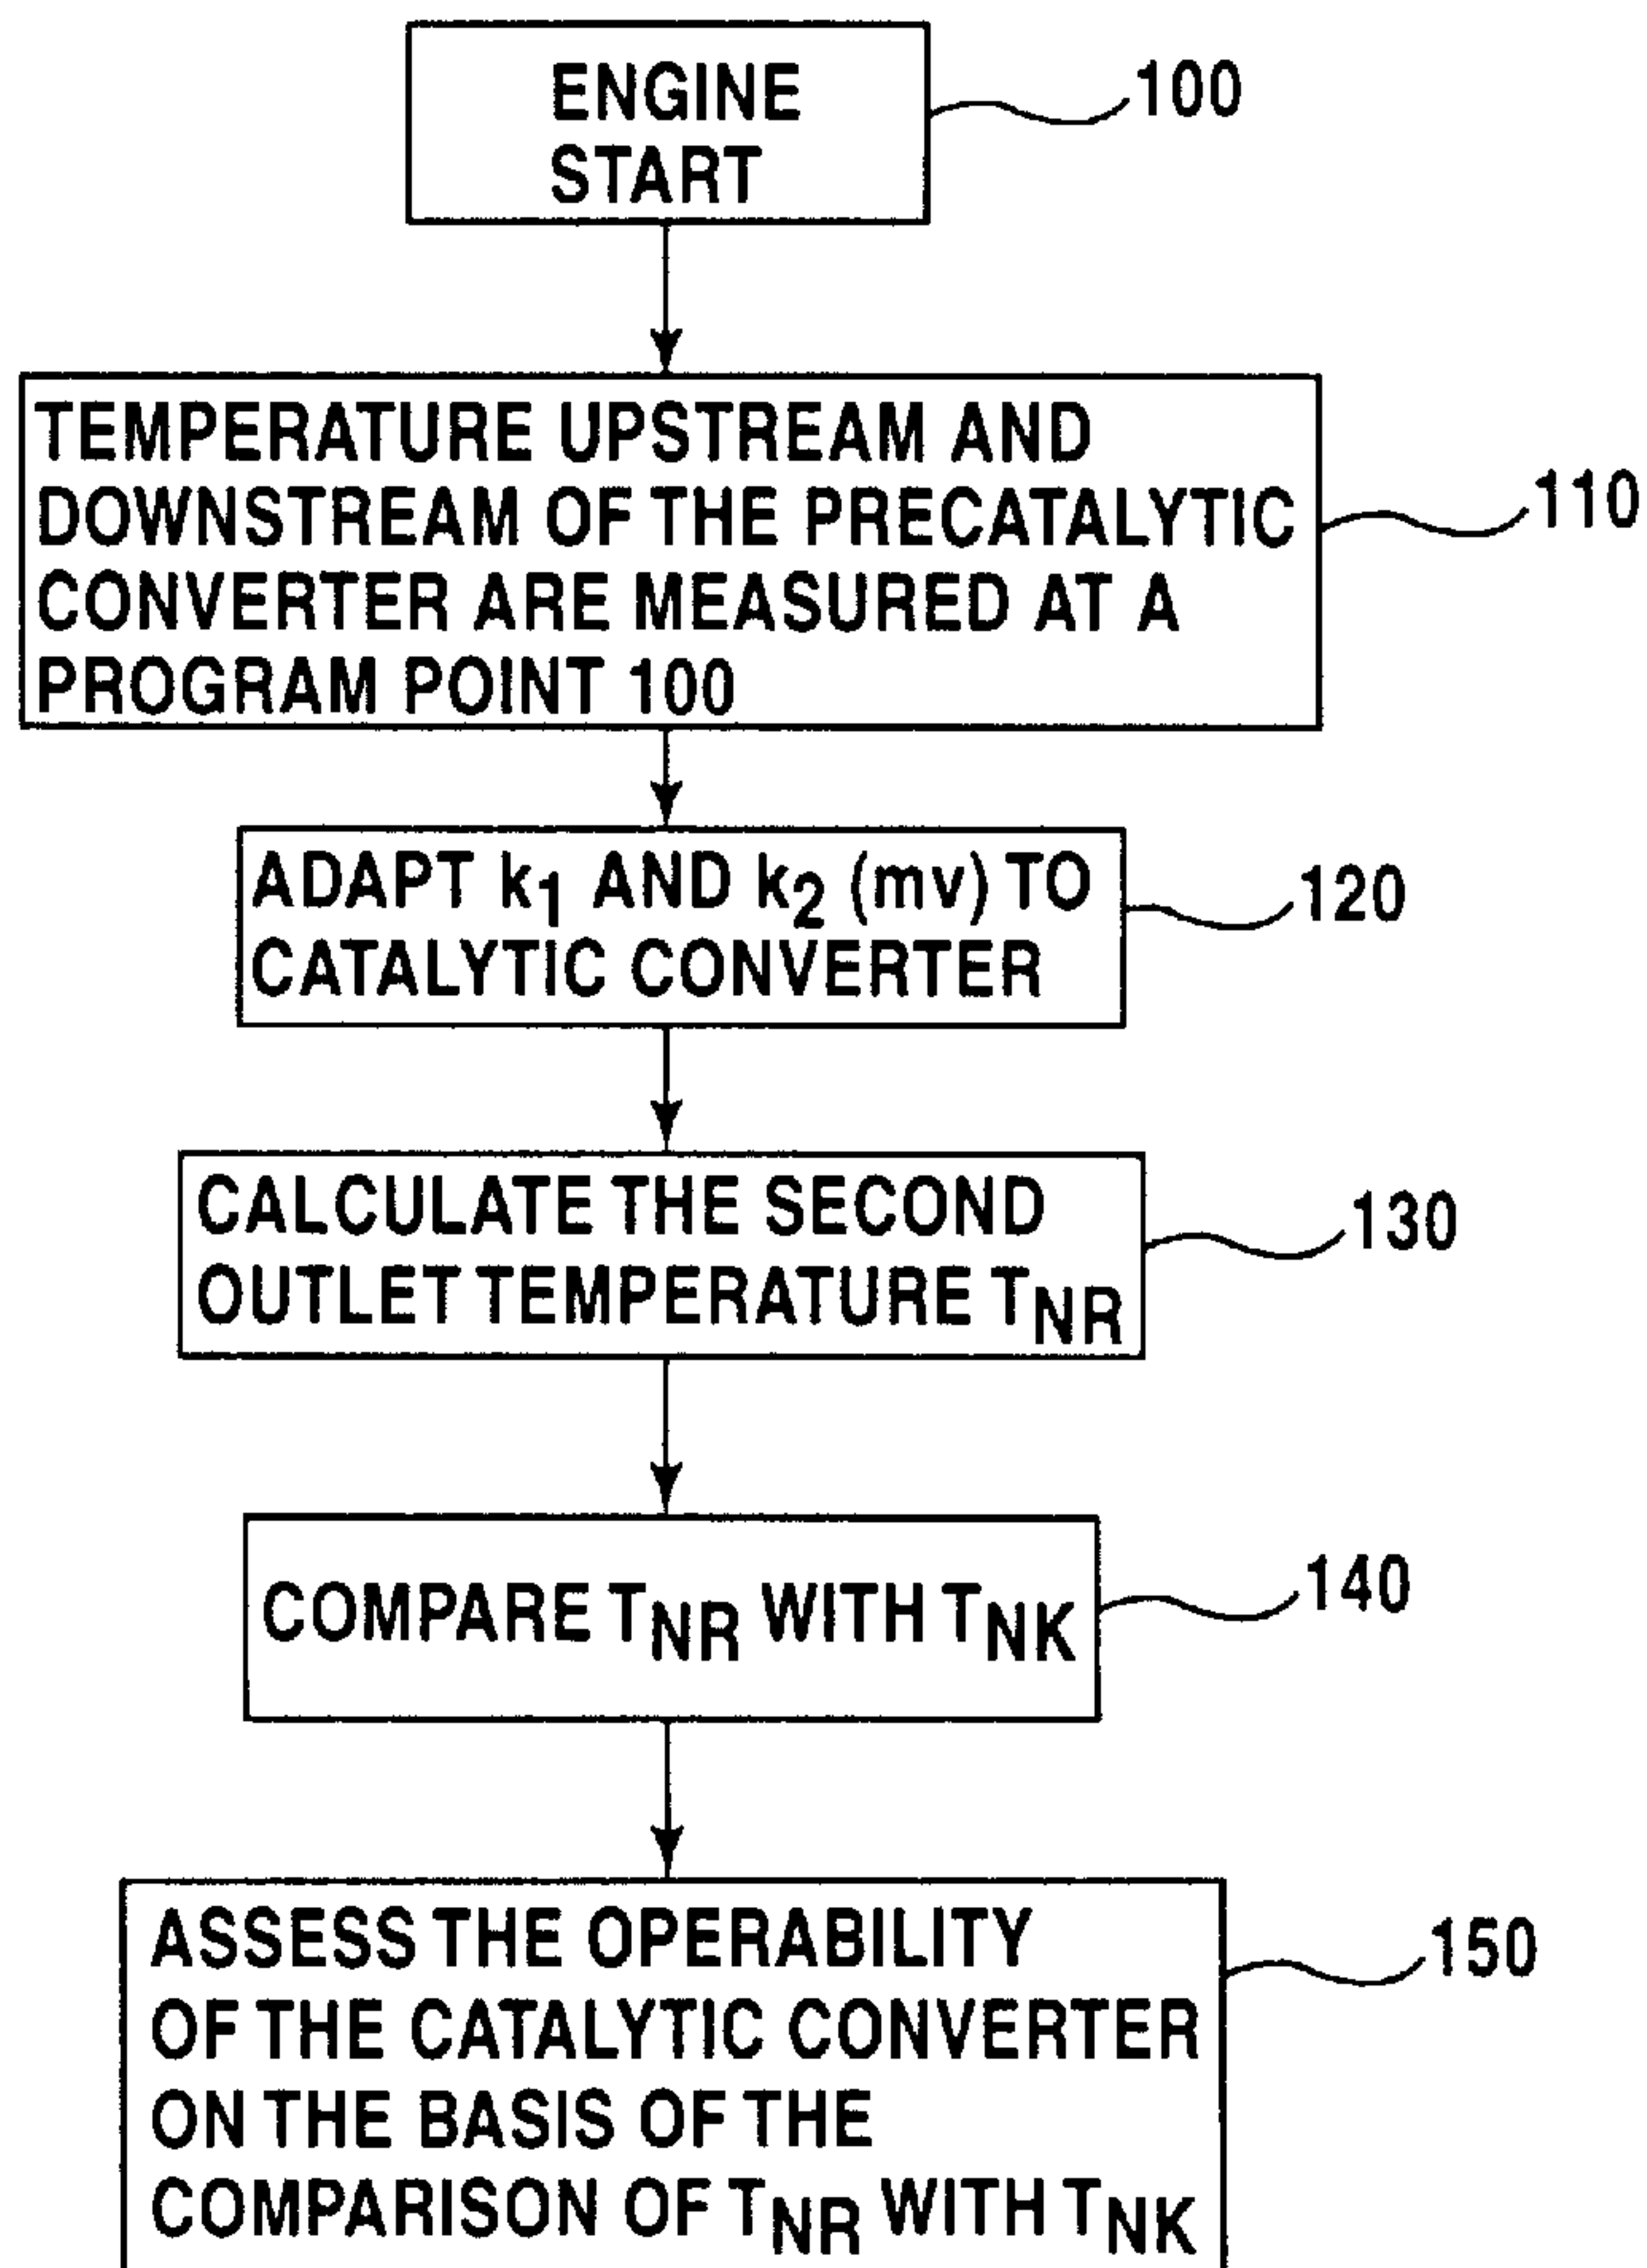 ENGINE
START
100
TEMPERATURE UPSTREAM AND
DOWNSTREAM OF THE PRECATALYTIC
CONVERTER ARE MEASURED AT A
PROGRAM POINT 100
110
ADAPT k1 AND k2 (mv) TO
CATALYTIC CONVERTER
120
CALCULATE THE SECOND
OUTLET TEMPERATURE TNR
130
COMPARE TNR WITH TNK
140
ASSESS THE OPERABILITY
OF THE CATALYTIC CONVERTER
ON THE BASIS OF THE
COMPARISON OF TNR WITH TNK
150